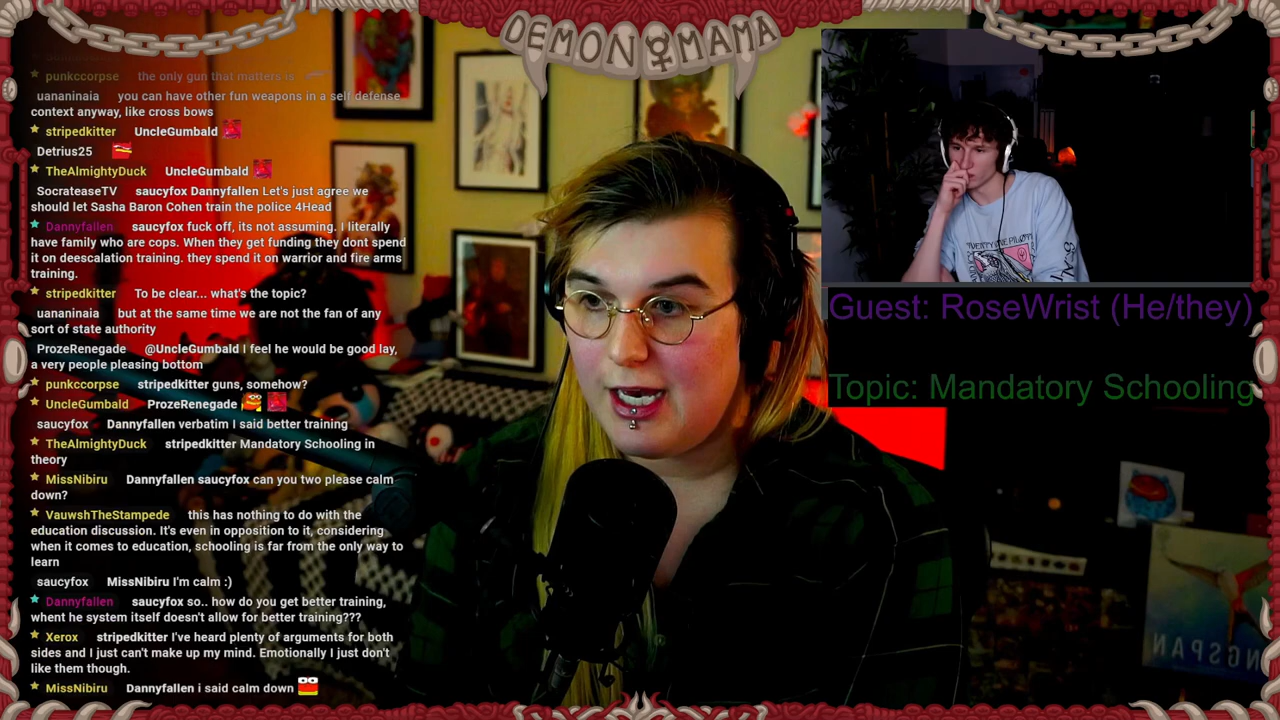 DEMON MAMA
punkccorpse the only gun that matters is
uananinaia you can have other fun weapons in a self defense
context anyway, like cross bows
stripedkitter UncleGumbald
Detrius25
TheAlmightyDuck UncleGumbald
SocrateaseTV saucyfox Dannyfallen Let's just agree we
should let Sasha Baron Cohen train the police 4Head
Dannyfallen saucyfox fuck off, its not assuming. I literally
have family who are cops. When they get funding they dont spend
it on deescalation training. they spend it on warrior and fire arms
training.
stripedkitter To be clear... what's the topic?
uananinaia but at the same time we are not the fan of any
sort of state authority
ProzeRenegade @UncleGumbald I feel he would be good lay,
a very people pleasing bottom
punkccorpse stripedkitter guns, somehow?
UncleGumbald ProzeRenegade
saucyfox Dannyfallen verbatim I said better training
TheAlmightyDuck stripedkitter Mandatory Schooling in
theory
MissNibiru Dannyfallen saucyfox can you two please calm
down?
VauwshTheStampede this has nothing to do with the
education discussion. It's even in opposition to it, considering
when it comes to education, schooling is far from the only way to
learn
saucyfox MissNibiru I'm calm :)
Dannyfallen saucyfox so.. how do you get better training,
whent he system itself doesn't allow for better training???
Xerox stripedkitter I've heard plenty of arguments for both
sides and I just can't make up my mind. Emotionally I just don't
like them though.
MissNibiru Dannyfallen i said calm down
Guest: RoseWrist (He/they)
Topic: Mandatory Schooling